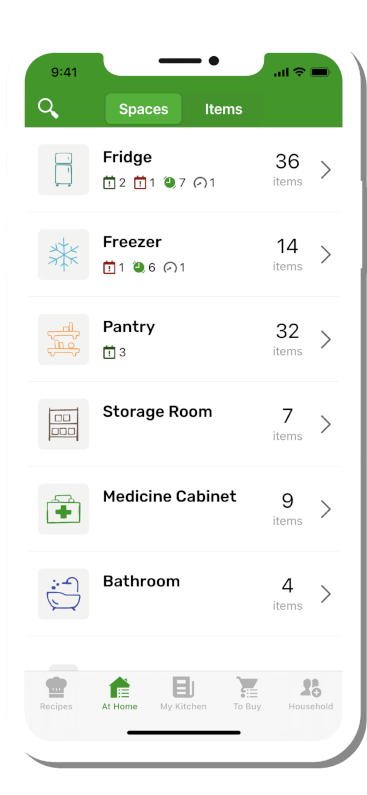 9:41
Spaces Items
Fridge
2 1 7 1
36
items
Freezer
1 6 1
14
items
Pantry
3
32
items
Storage Room
7
items
Medicine Cabinet
9
items
Bathroom
4
items
Recipes At Home My Kitchen To Buy Household